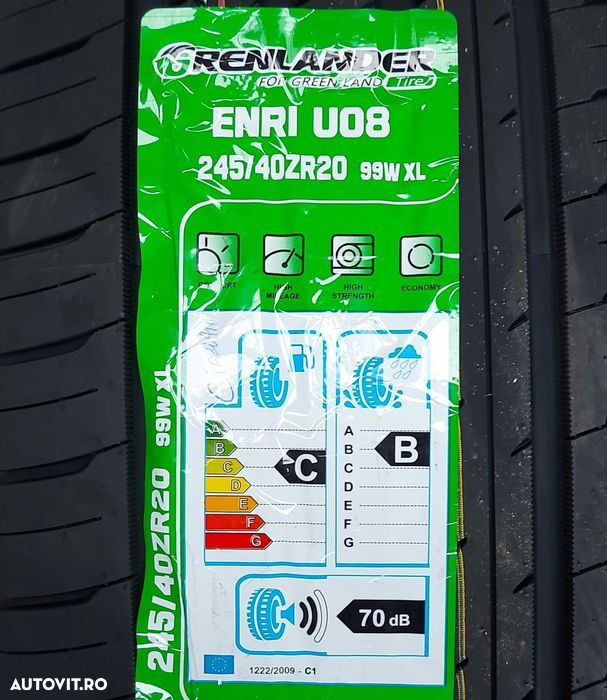 GRENLANDER
FOR GREEN LAND Tire
ENRI U08
245/40ZR20 99W XL
HIGH MILEAGE
HIGH STRENGTH
ECONOMY
245/40ZR20 99W XL
A
B
C
D
E
F
G
C
A
B
C
D
E
F
G
B
70 dB
1222/2009 - C1
AUTOVIT.RO